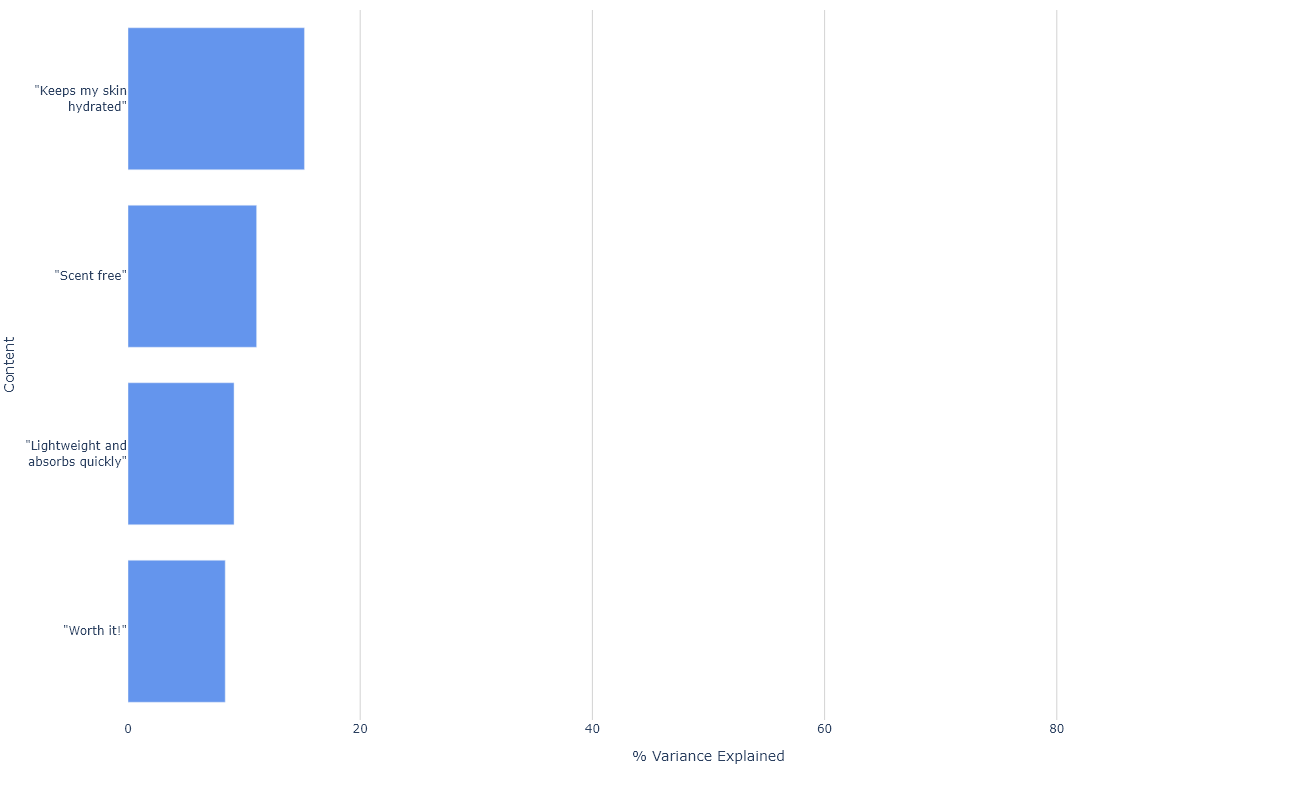 "Keeps my skin
hydrated"
"Scent free"
Content
"Lightweight and
absorbs quickly"
"Worth it!"
0
20
40
60
80
% Variance Explained